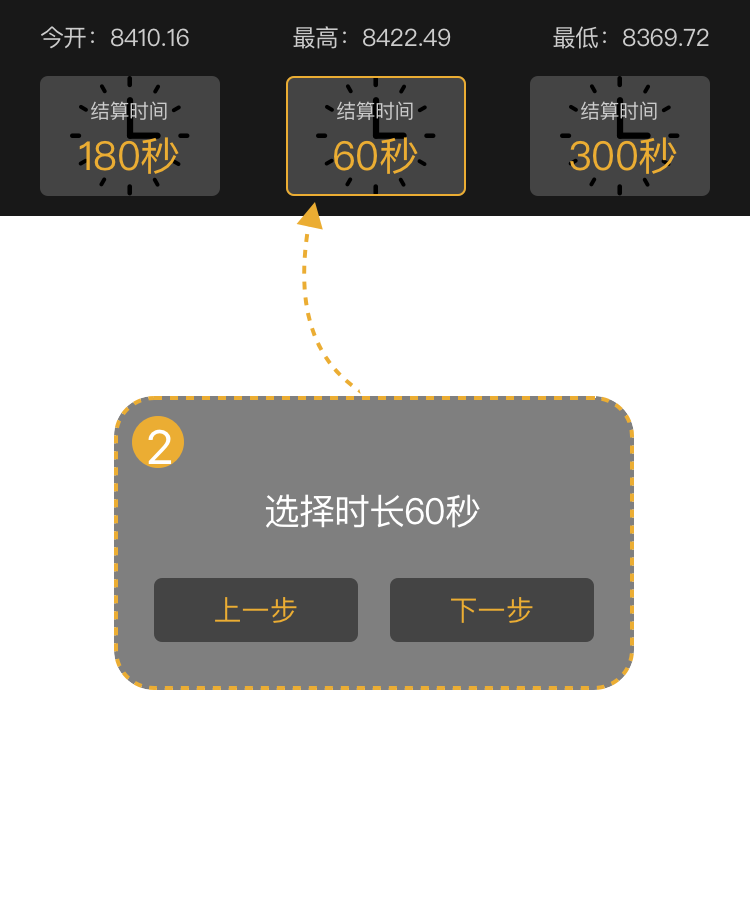 今开：8410.16 最高：8422.49 最低：8369.72
结算时间 结算时间 结算时间
180秒 60秒 300秒
2
选择时长60秒
上一步 下一步